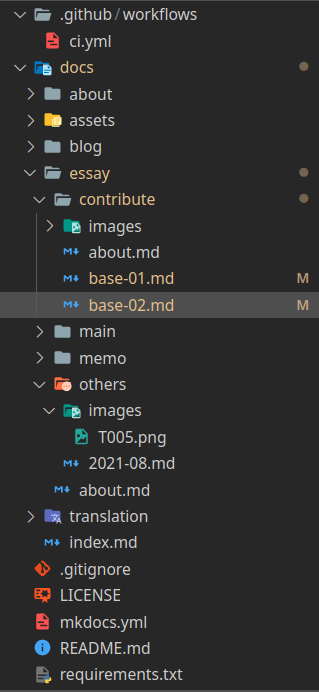 .github / workflows
ci.yml
docs
about
assets
blog
essay
contribute
images
about.md
base-01.md M
base-02.md M
main
memo
others
images
T005.png
2021-08.md
about.md
translation
index.md
.gitignore
LICENSE
mkdocs.yml
README.md
requirements.txt